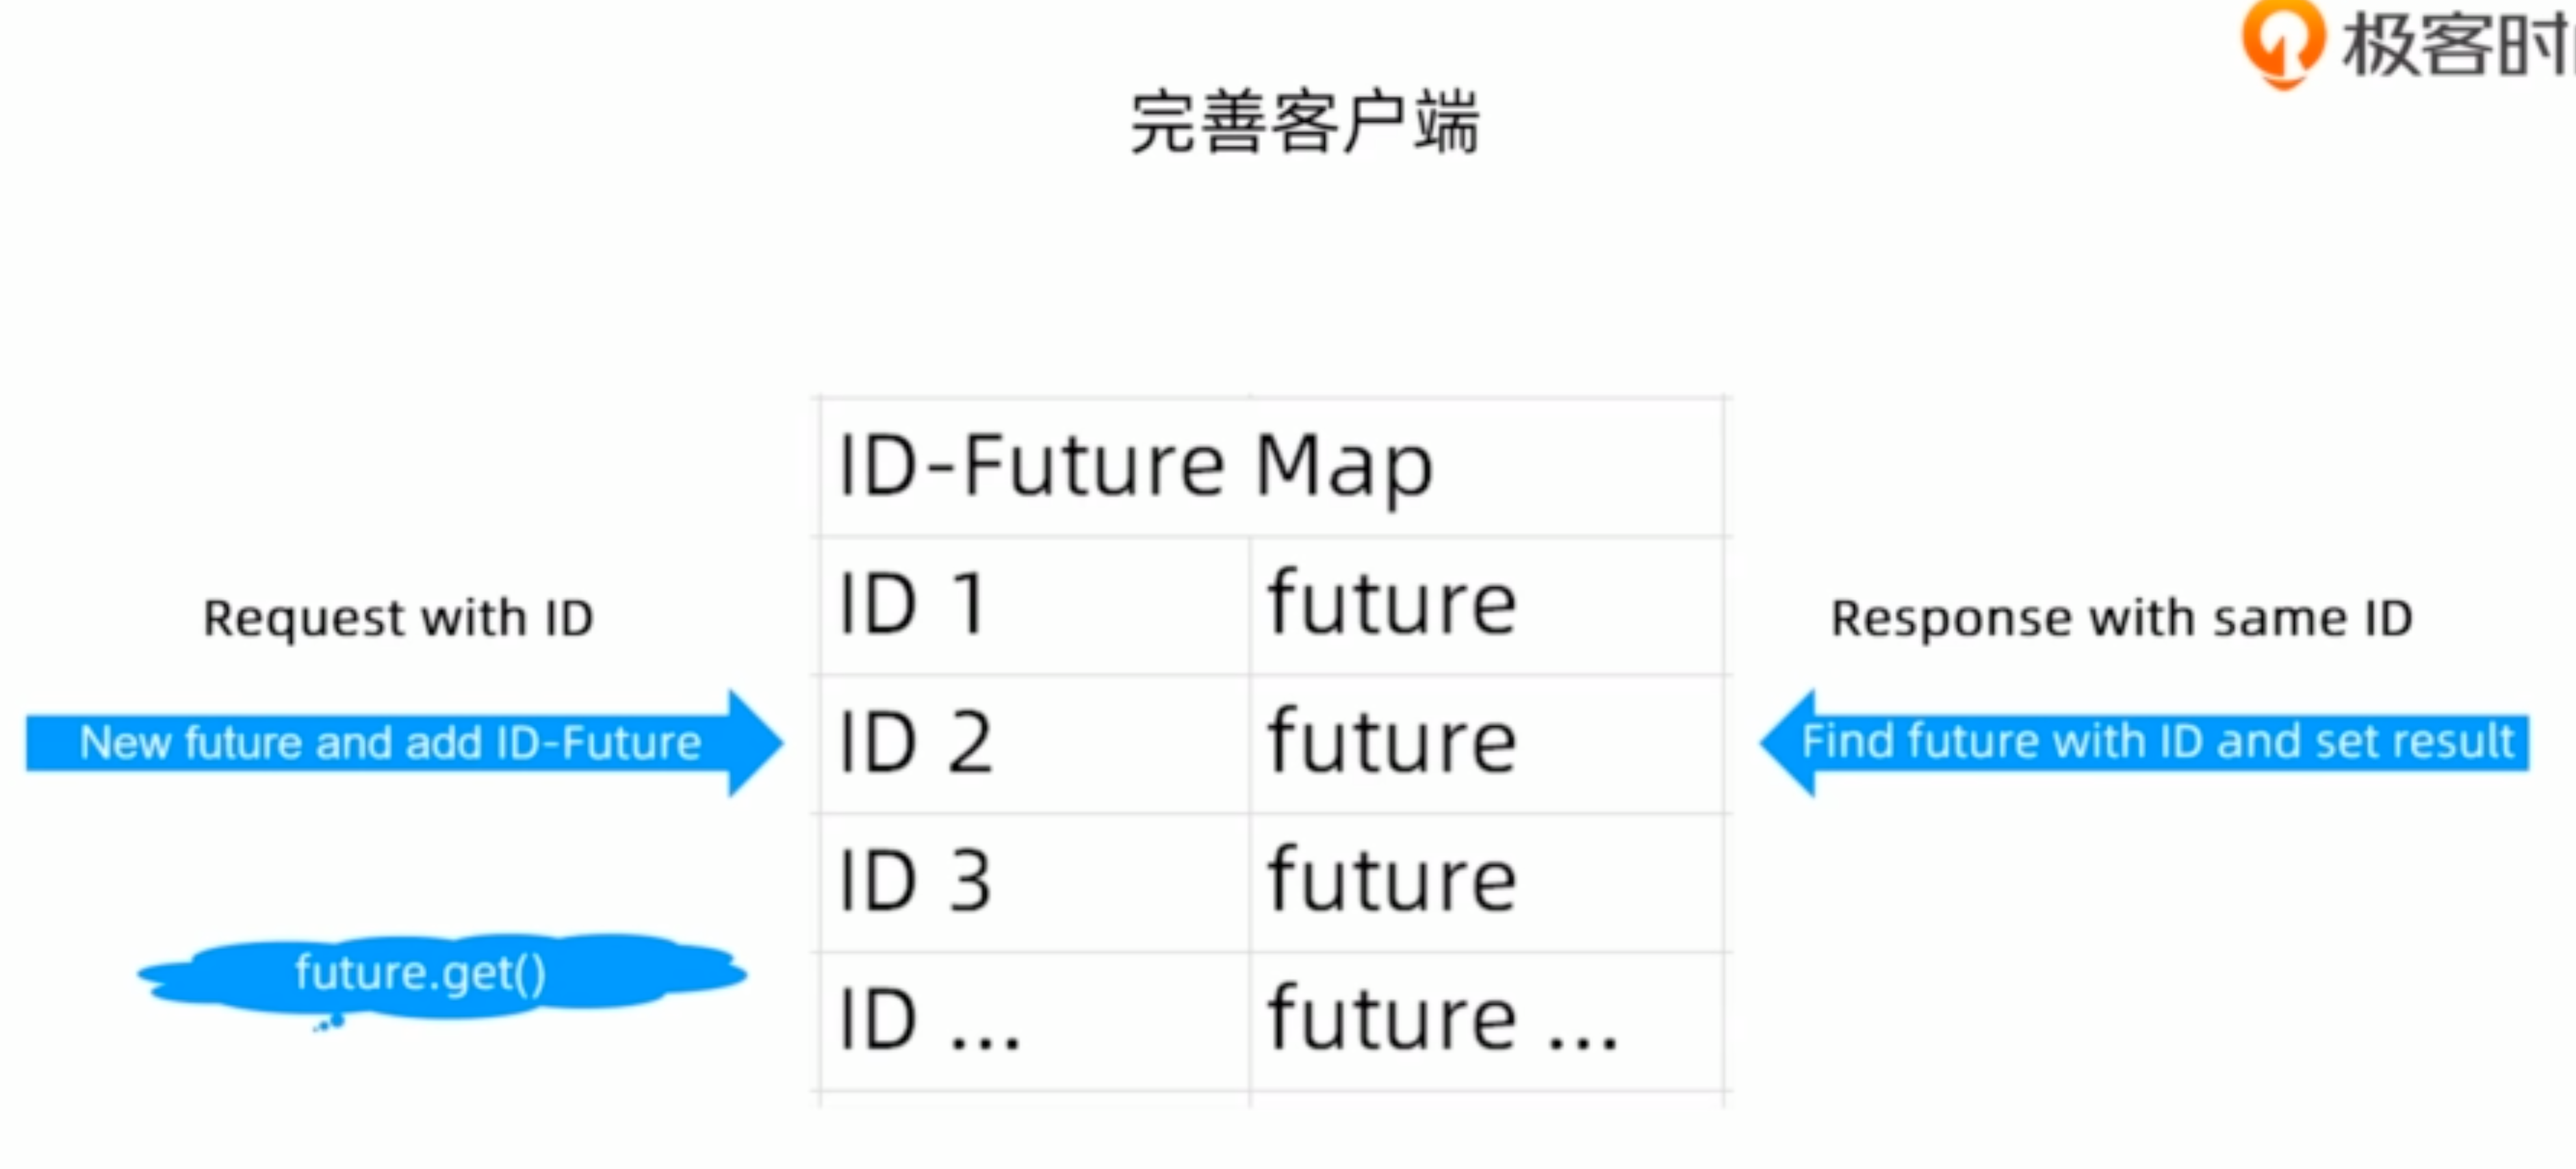 极客时
完善客户端
ID-Future Map
ID 1 future
Request with ID
Response with same ID
New future and add ID-Future
ID 2 future
Find future with ID and set result
ID 3 future
future.get()
ID ... future ...